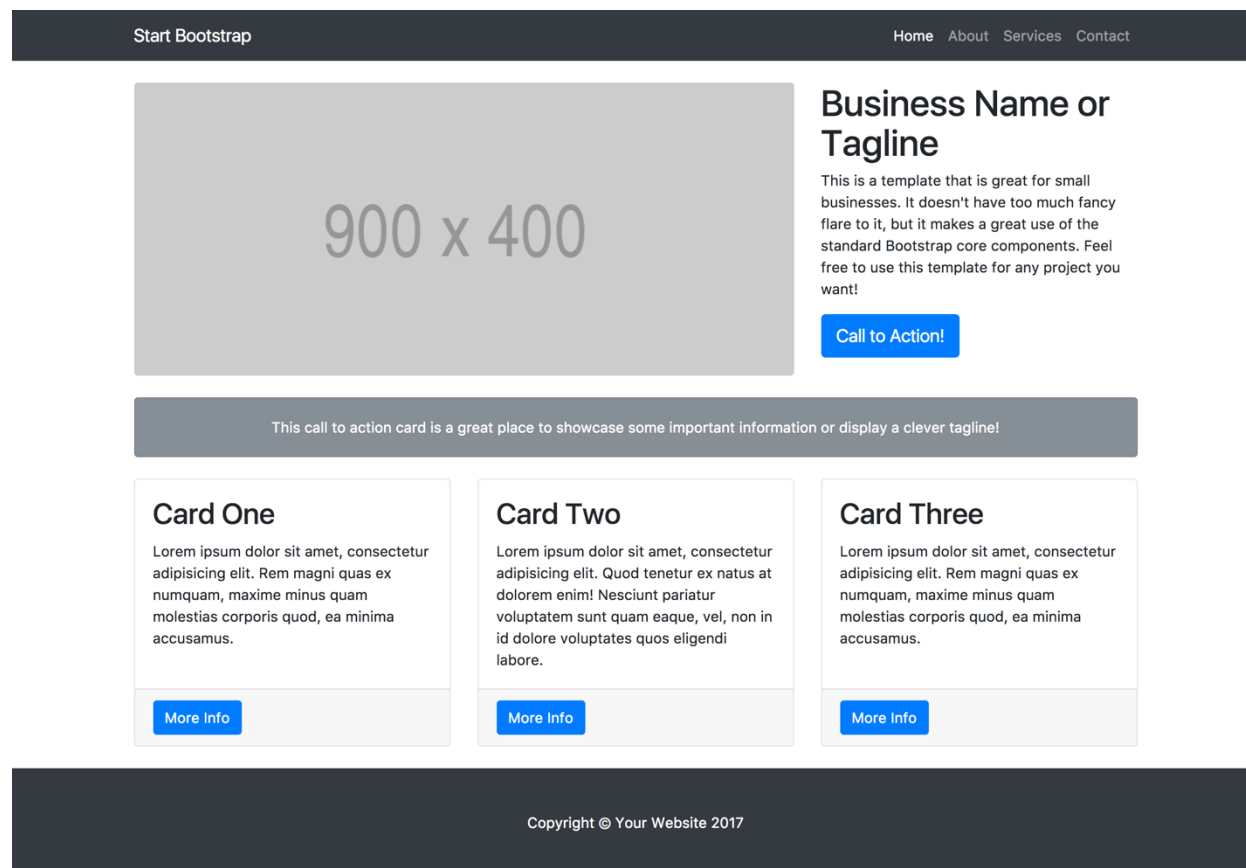 Start Bootstrap
Home About Services Contact
900 x 400
Business Name or
Tagline
This is a template that is great for small
businesses. It doesn't have too much fancy
flare to it, but it makes a great use of the
standard Bootstrap core components. Feel
free to use this template for any project you
want!
Call to Action!
This call to action card is a great place to showcase some important information or display a clever tagline!
Card One
Lorem ipsum dolor sit amet, consectetur
adipisicing elit. Rem magni quas ex
numquam, maxime minus quam
molestias corporis quod, ea minima
accusamus.
More Info
Card Two
Lorem ipsum dolor sit amet, consectetur
adipisicing elit. Quod tenetur ex natus at
dolorem enim! Nesciunt pariatur
voluptatem sunt quam eaque, vel, non in
id dolore voluptates quos eligendi
labore.
More Info
Card Three
Lorem ipsum dolor sit amet, consectetur
adipisicing elit. Rem magni quas ex
numquam, maxime minus quam
molestias corporis quod, ea minima
accusamus.
More Info
Copyright © Your Website 2017